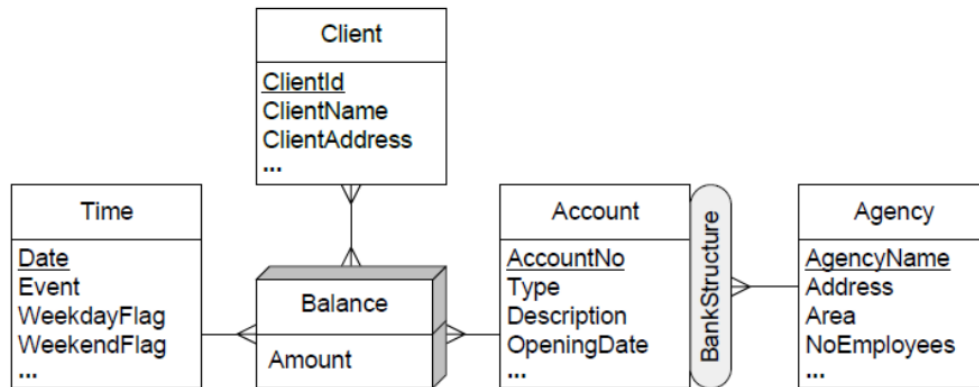 Client
ClientId
ClientName
ClientAddress
...
Time
Date
Event
WeekdayFlag
WeekendFlag
...
Balance
Amount
Account
AccountNo
Type
Description
OpeningDate
...
BankStructure
Agency
AgencyName
Address
Area
NoEmployees
...